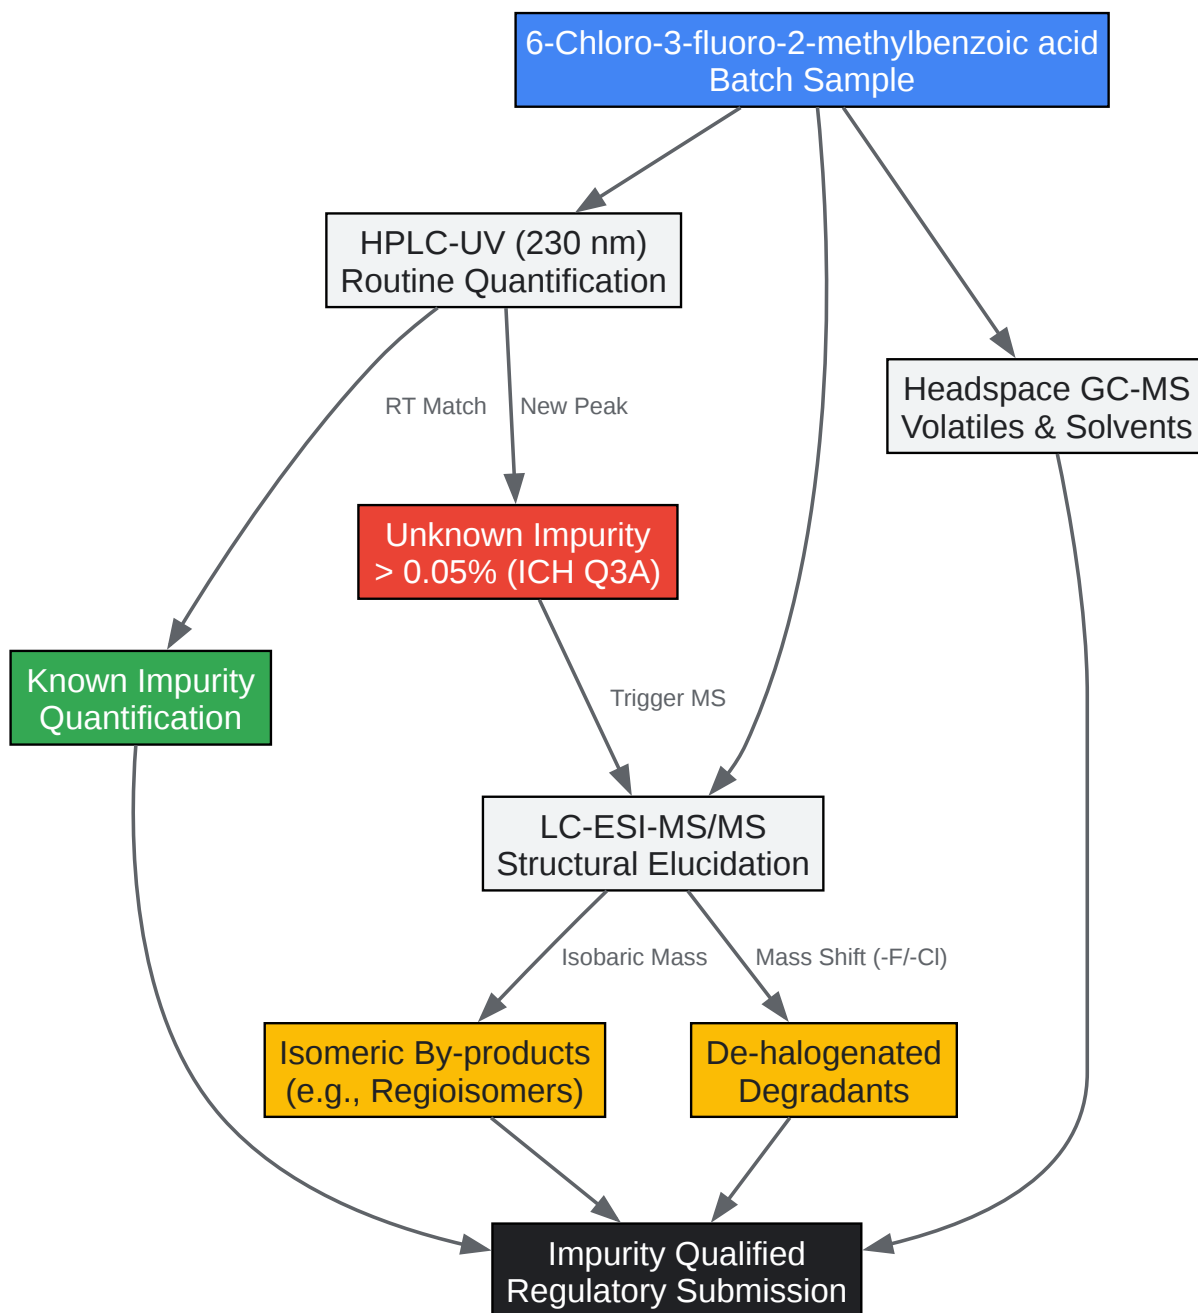 6-Chloro-3-fluoro-2-methylbenzoic acid
Batch Sample
HPLC-UV (230 nm)
Routine Quantification
Headspace GC-MS
Volatiles & Solvents
RT Match
New Peak
Unknown Impurity
> 0.05% (ICH Q3A)
Known Impurity
Quantification
Trigger MS
LC-ESI-MS/MS
Structural Elucidation
Isobaric Mass
Mass Shift (-F/-Cl)
Isomeric By-products
(e.g., Regioisomers)
De-halogenated
Degradants
Impurity Qualified
Regulatory Submission